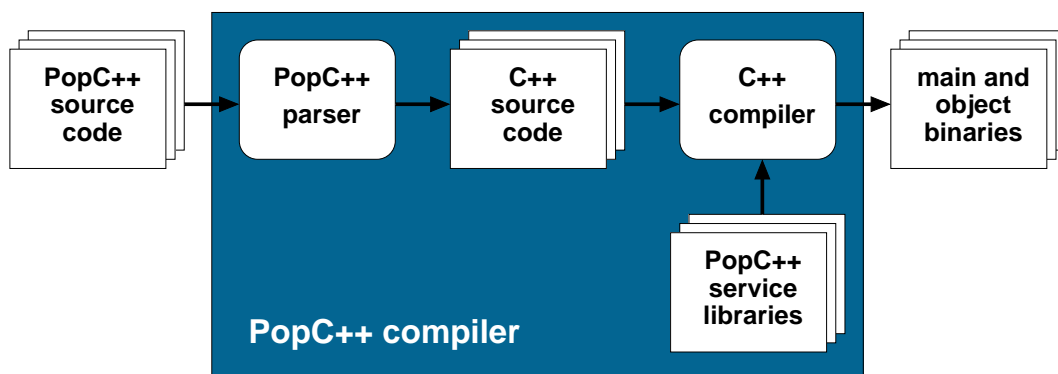 PopC++
source
code
PopC++
parser
C++
source
code
C++
compiler
main and
object
binaries
PopC++
service
libraries
PopC++ compiler